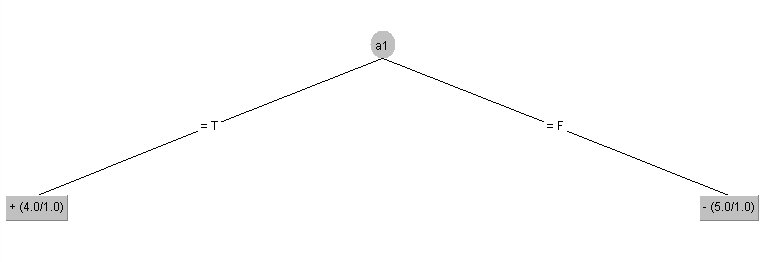 a1
= T
= F
+ (4.0/1.0)
- (5.0/1.0)